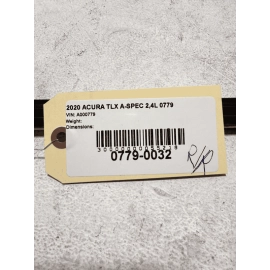 2020 ACURA TLX A-SPEC 2,4L 0779
VIN: A000779
Weight:
Dimensions:
0779-0032
R/R